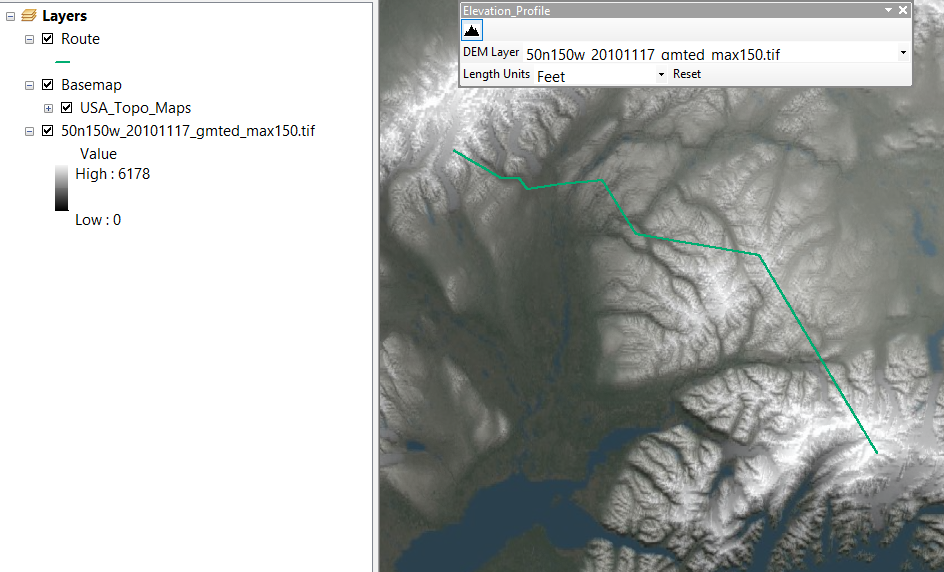 Layers
Route
Basemap
USA_Topo_Maps
50n150w_20101117_gmted_max150.tif
Value
High : 6178
Low : 0
Elevation_Profile
DEM Layer 50n150w_20101117_gmted_max150.tif
Length Units Feet Reset